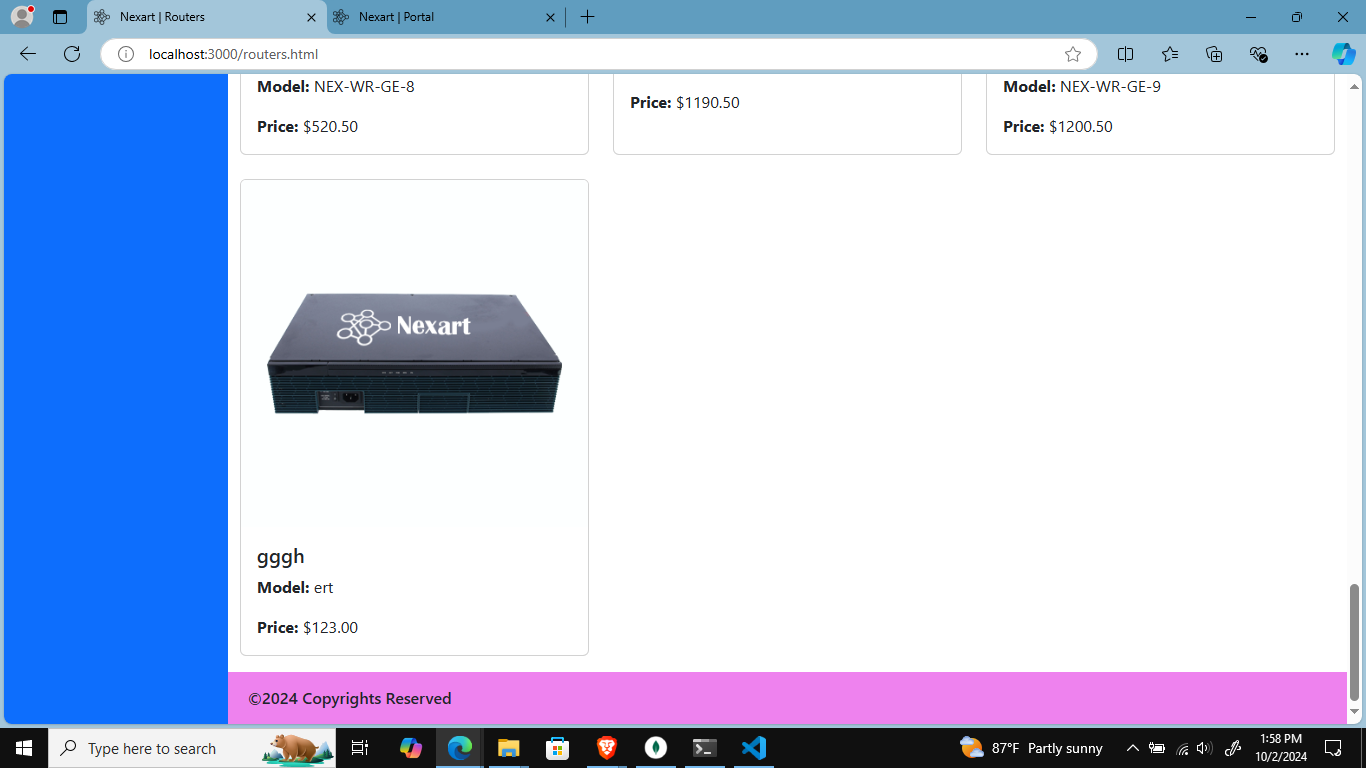 Nexart | Routers
Nexart | Portal
localhost:3000/routers.html
Model: NEX-WR-GE-8
Price: $520.50
Price: $1190.50
Model: NEX-WR-GE-9
Price: $1200.50
Nexart
gggh
Model: ert
Price: $123.00
©2024 Copyrights Reserved
Type here to search
87°F Partly sunny
1:58 PM
10/2/2024